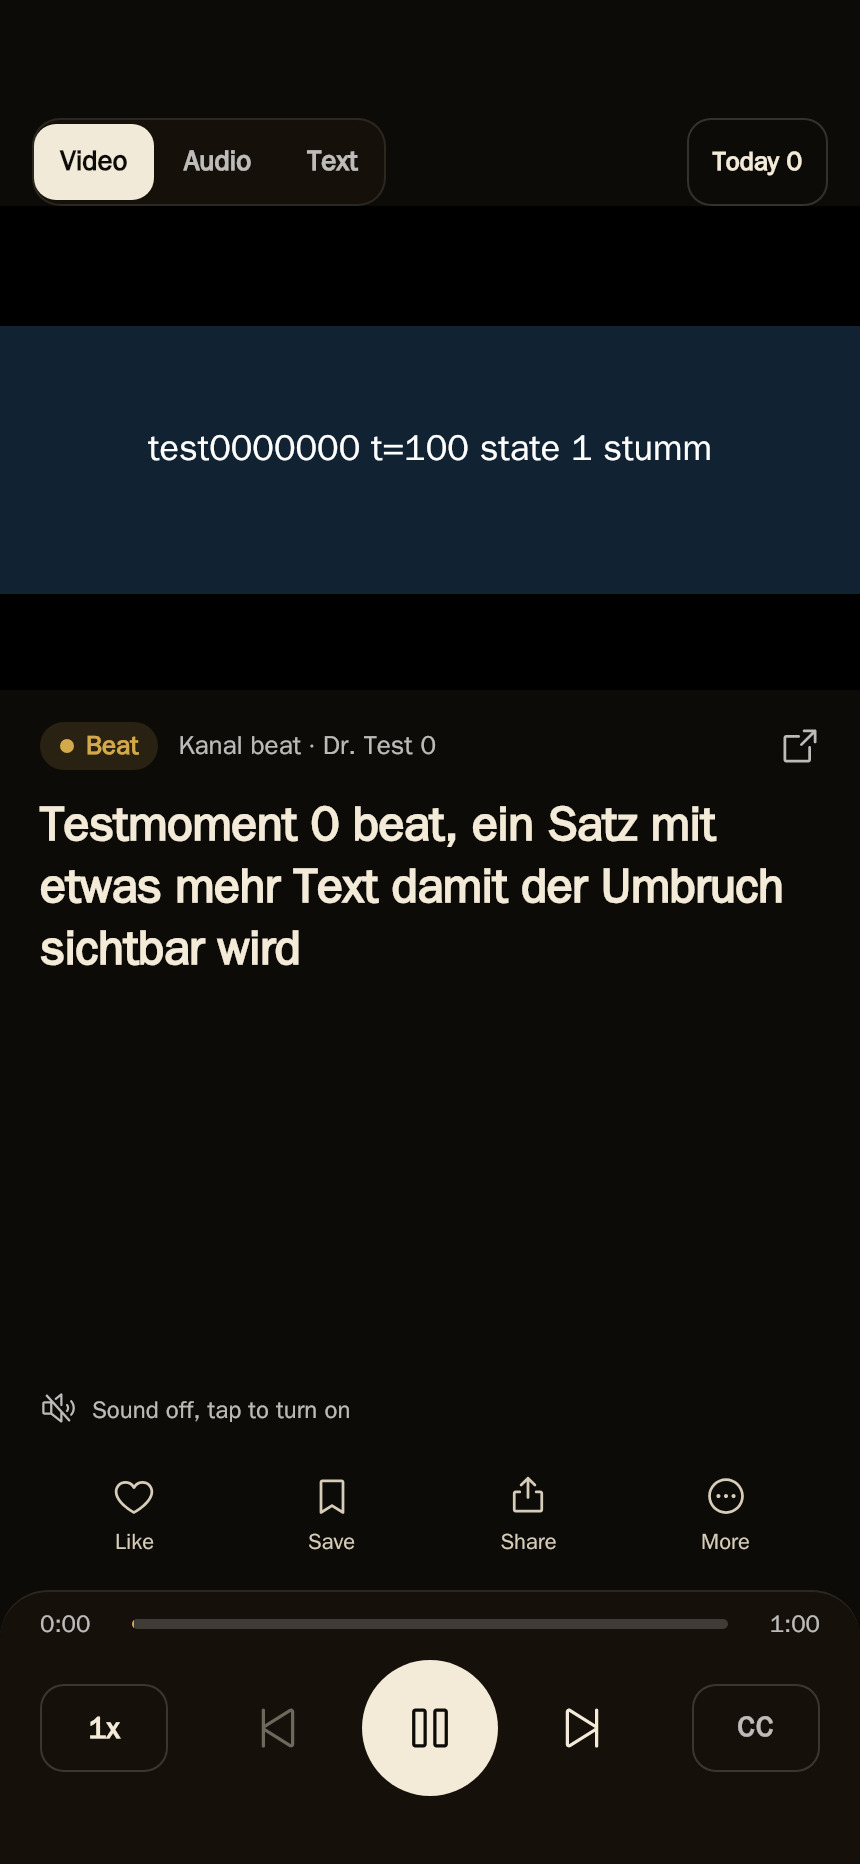 Video Audio Text Today 0
test0000000 t=100 state 1 stumm
Beat Kanal beat · Dr. Test 0
Testmoment 0 beat, ein Satz mit
etwas mehr Text damit der Umbruch
sichtbar wird
Sound off, tap to turn on
Like Save Share More
0:00 1:00
1x CC